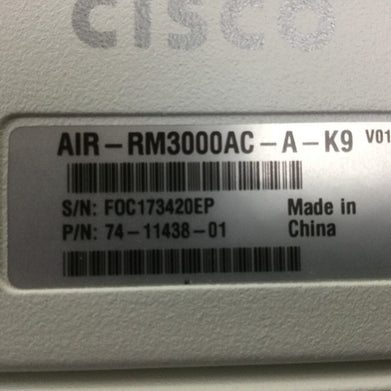 CISCO
AIR-RM3000AC-A-K9 V01
S/N: FOC173420EP Made in
P/N: 74-11438-01 China